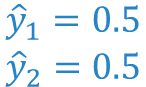 ŷ₁ = 0.5
ŷ₂ = 0.5